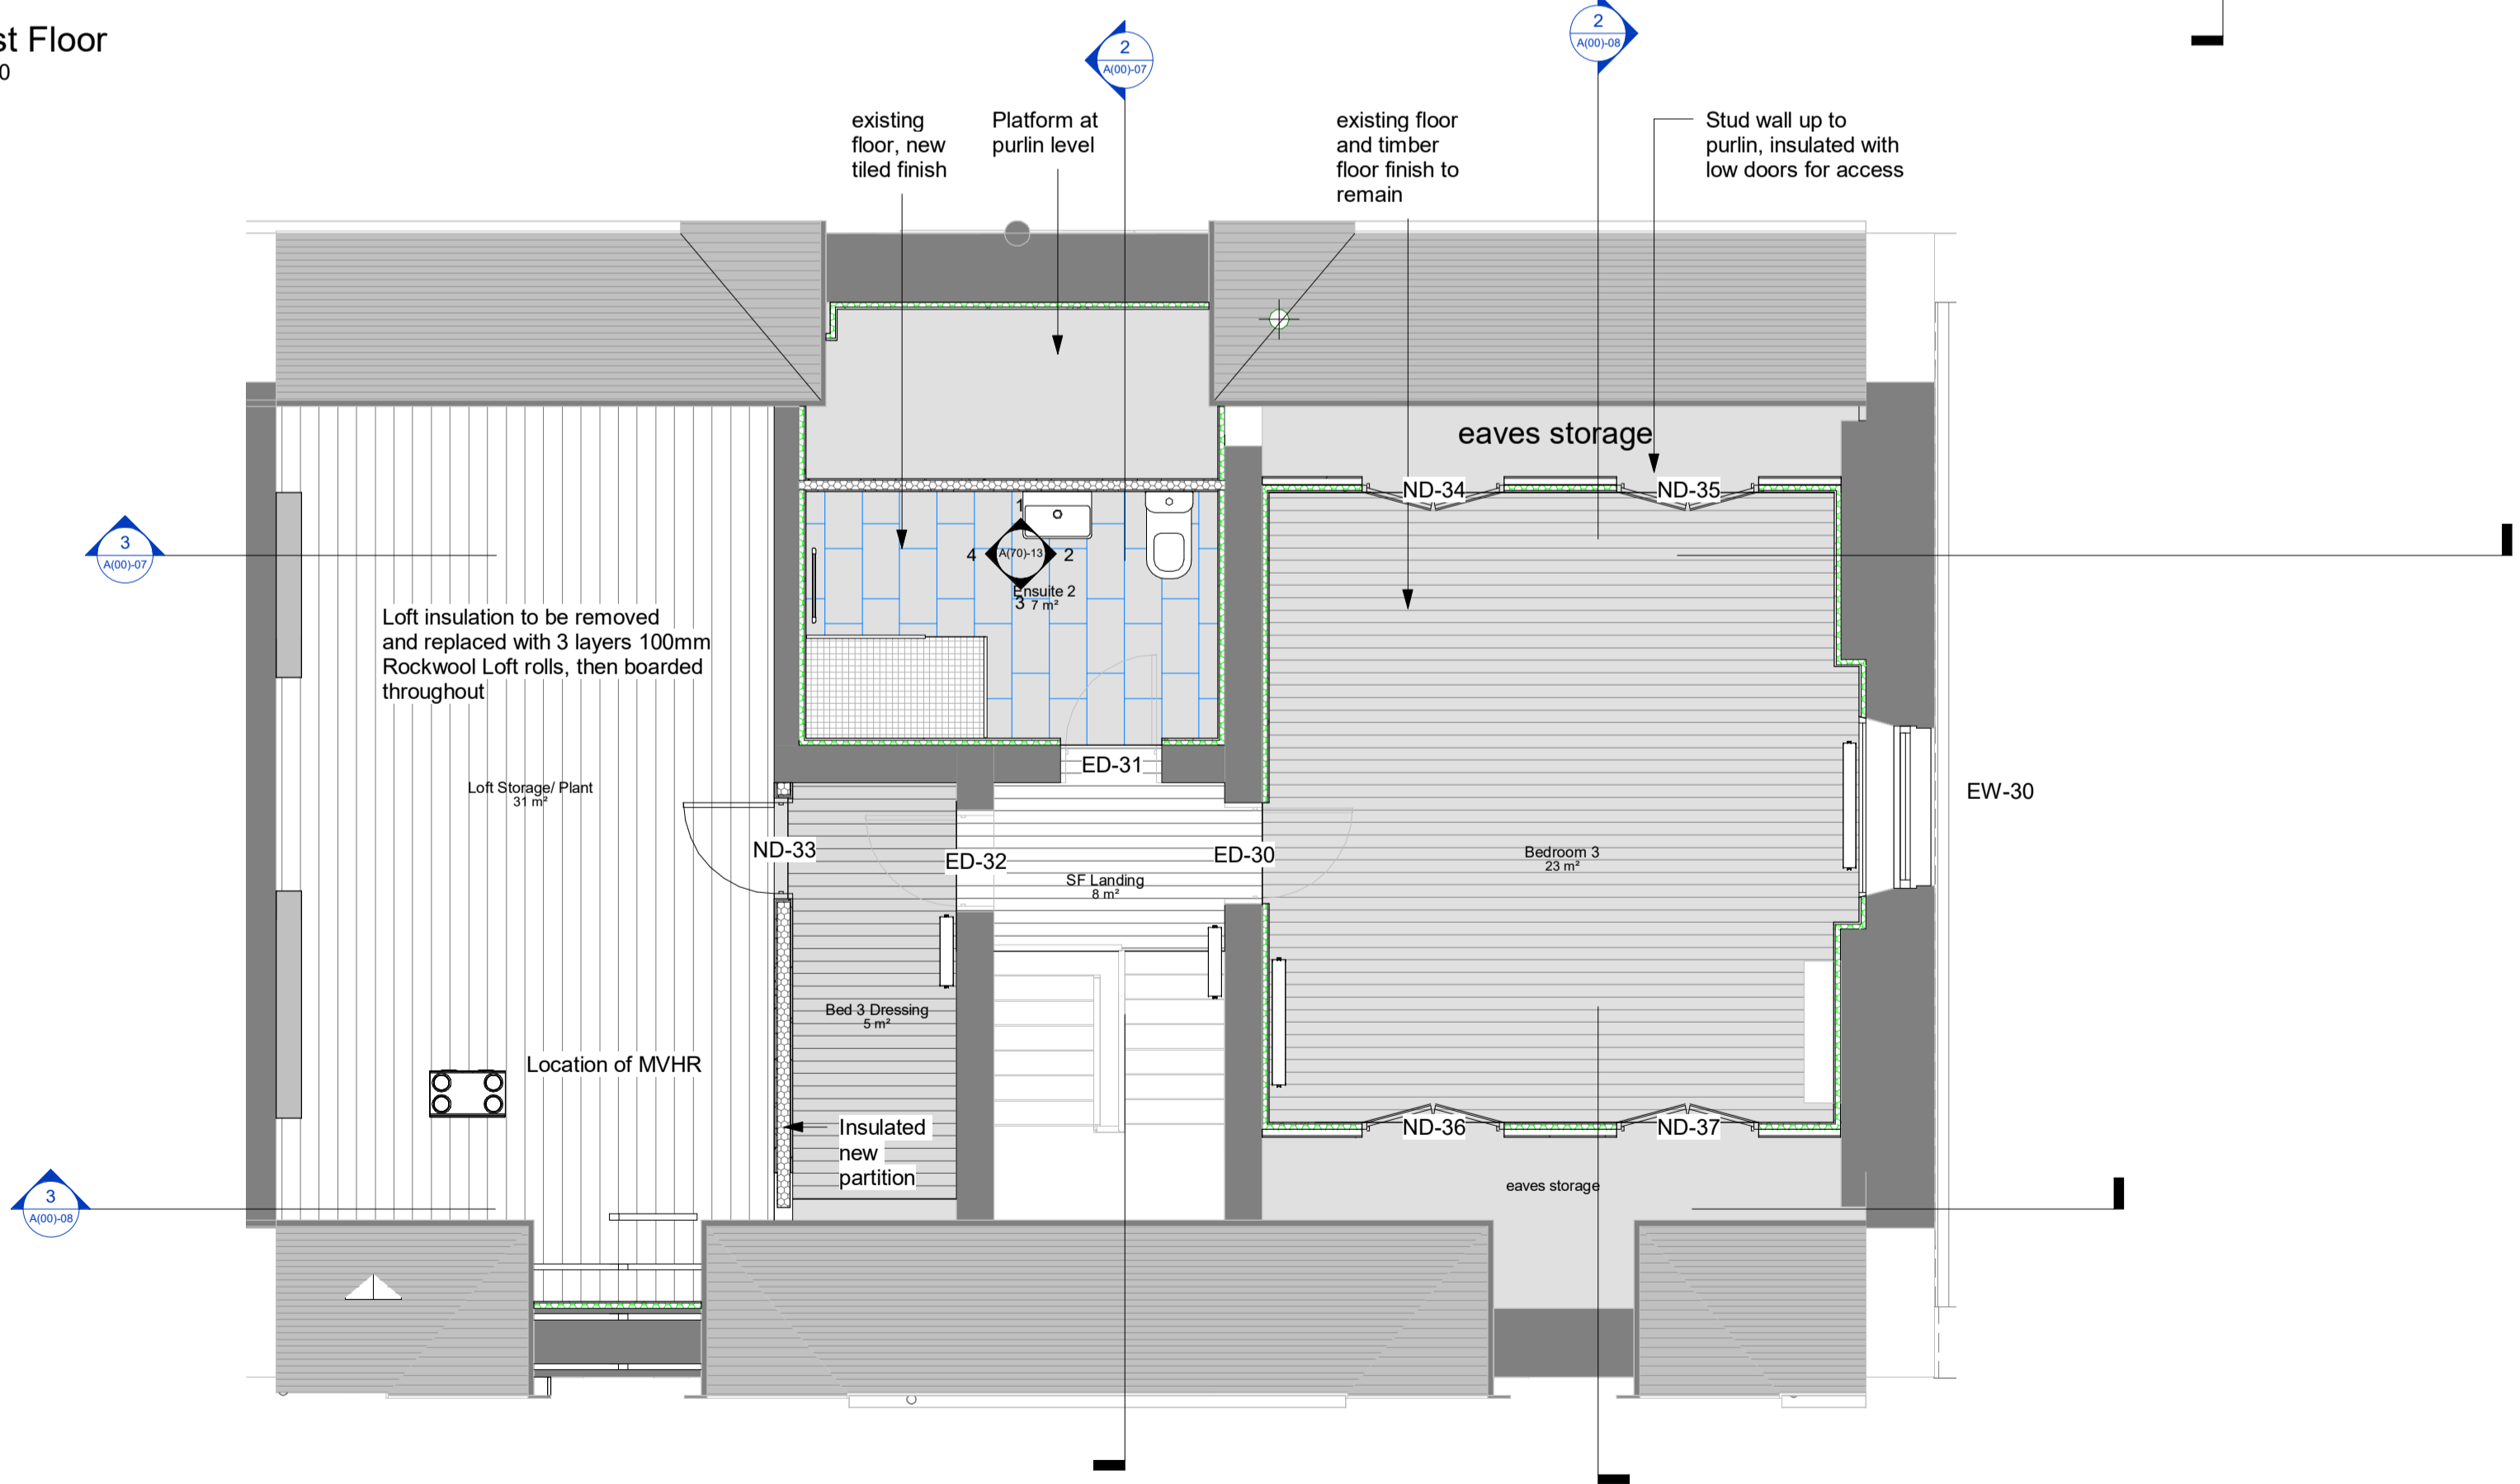 st Floor
0
2
A(00)-07
2
A(00)-08
existing
floor, new
tiled finish
Platform at
purlin level
existing floor
and timber
floor finish to
remain
Stud wall up to
purlin, insulated with
low doors for access
eaves storage
ND-34
ND-35
1
4
A(70)-13
2
3
Ensuite 2
7 m²
3
A(00)-07
Loft insulation to be removed
and replaced with 3 layers 100mm
Rockwool Loft rolls, then boarded
throughout
ED-31
Loft Storage/ Plant
31 m²
EW-30
ND-33
ED-32
ED-30
Bedroom 3
23 m²
SF Landing
8 m²
Bed 3 Dressing
5 m²
Location of MVHR
Insulated
new
partition
ND-36
ND-37
eaves storage
3
A(00)-08